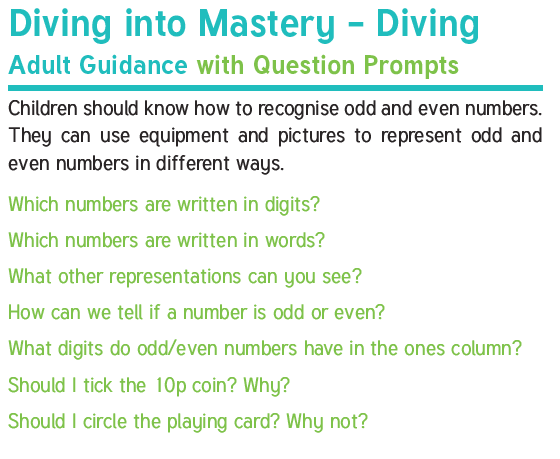 Diving into Mastery – Diving
Adult Guidance with Question Prompts
Children should know how to recognise odd and even numbers.
They can use equipment and pictures to represent odd and
even numbers in different ways.
Which numbers are written in digits?
Which numbers are written in words?
What other representations can you see?
How can we tell if a number is odd or even?
What digits do odd/even numbers have in the ones column?
Should I tick the 10p coin? Why?
Should I circle the playing card? Why not?